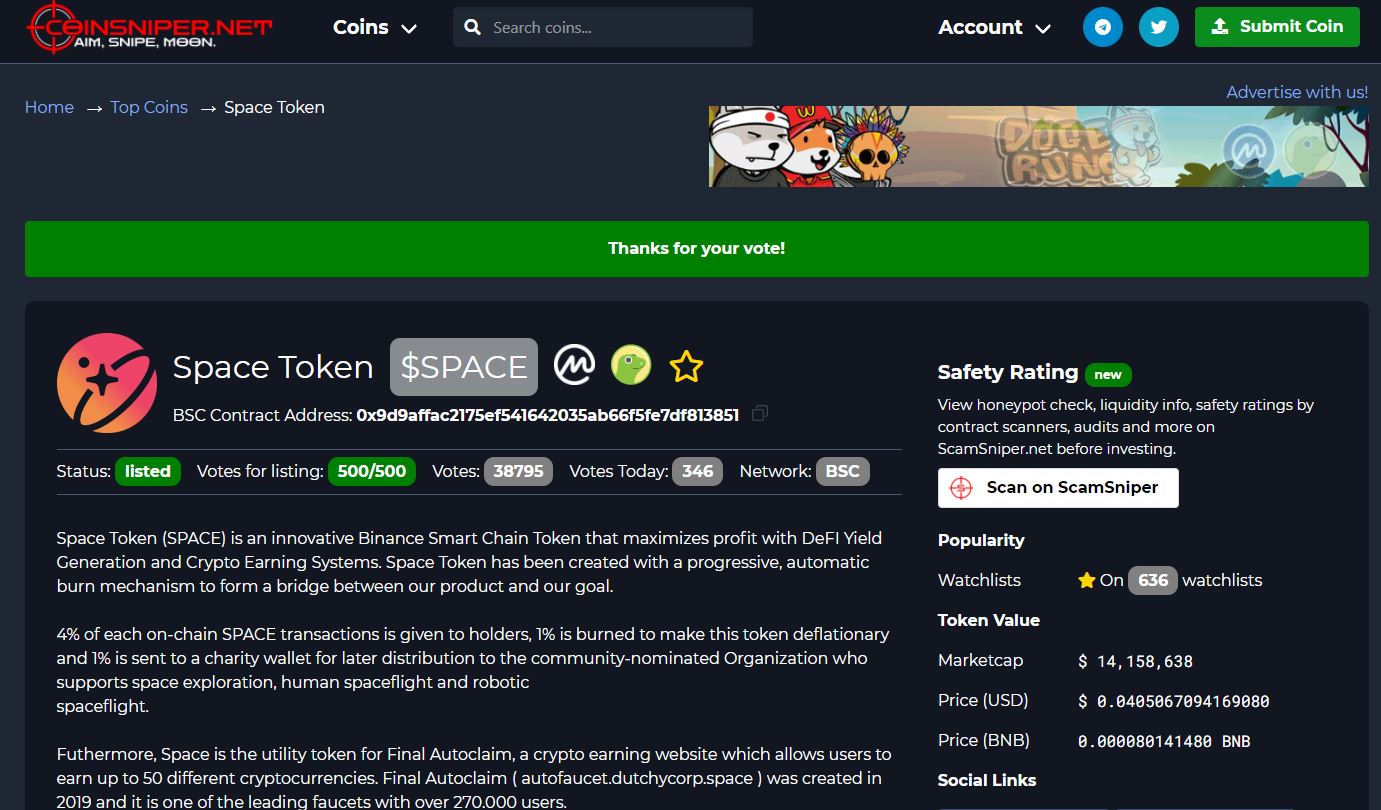 COINSNIPER.NET
AIM, SNIPE, MOON.
Coins
Search coins...
Account
Submit Coin
Home → Top Coins → Space Token
Advertise with us!
DOGE
RUN
Thanks for your vote!
Space Token $SPACE
BSC Contract Address: 0x9d9affac2175ef541642035ab66f5fe7df813851
Status: listed Votes for listing: 500/500 Votes: 38795 Votes Today: 346 Network: BSC
Space Token (SPACE) is an innovative Binance Smart Chain Token that maximizes profit with DeFI Yield
Generation and Crypto Earning Systems. Space Token has been created with a progressive, automatic
burn mechanism to form a bridge between our product and our goal.
4% of each on-chain SPACE transactions is given to holders, 1% is burned to make this token deflationary
and 1% is sent to a charity wallet for later distribution to the community-nominated Organization who
supports space exploration, human spaceflight and robotic
spaceflight.
Futhermore, Space is the utility token for Final Autoclaim, a crypto earning website which allows users to
earn up to 50 different cryptocurrencies. Final Autoclaim ( autofaucet.dutchycorp.space ) was created in
2019 and it is one of the leading faucets with over 270.000 users.
Safety Rating new
View honeypot check, liquidity info, safety ratings by
contract scanners, audits and more on
ScamSniper.net before investing.
Scan on ScamSniper
Popularity
Watchlists On 636 watchlists
Token Value
Marketcap $ 14,158,638
Price (USD) $ 0.0405067094169080
Price (BNB) 0.000080141480 BNB
Social Links